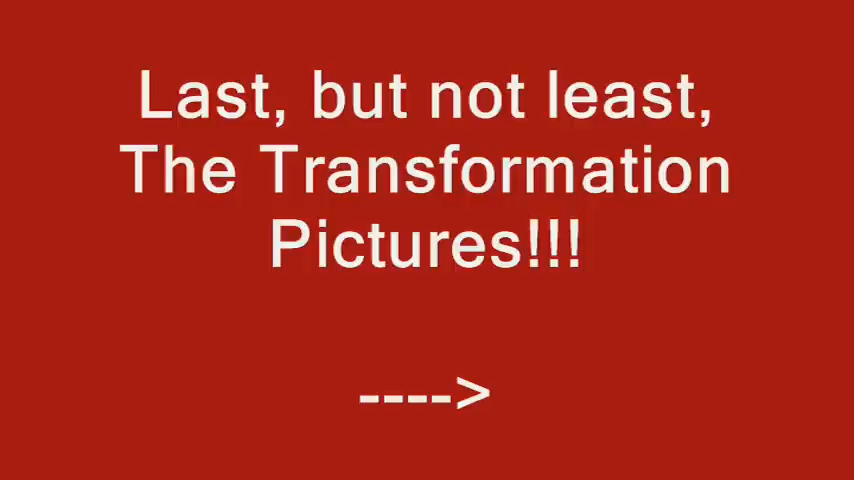 Last, but not least,
The Transformation
Pictures!!!
---->